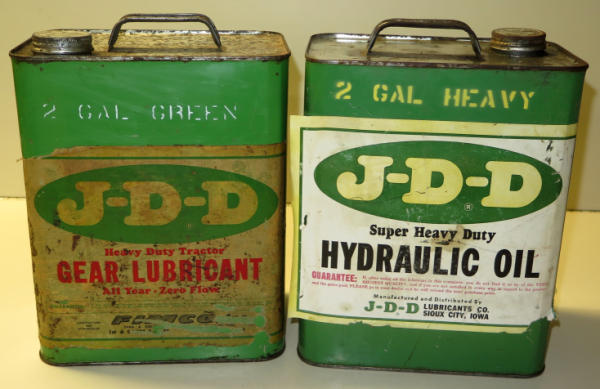 2 GAL GREEN
J-D-D
®
Heavy Duty Tractor
GEAR LUBRICANT
All Year - Zero Flow
2 GAL HEAVY
J-D-D
®
Super Heavy Duty
HYDRAULIC OIL
GUARANTEE:
Manufactured and Distributed By
J-D-D LUBRICANTS CO.
SIOUX CITY, IOWA